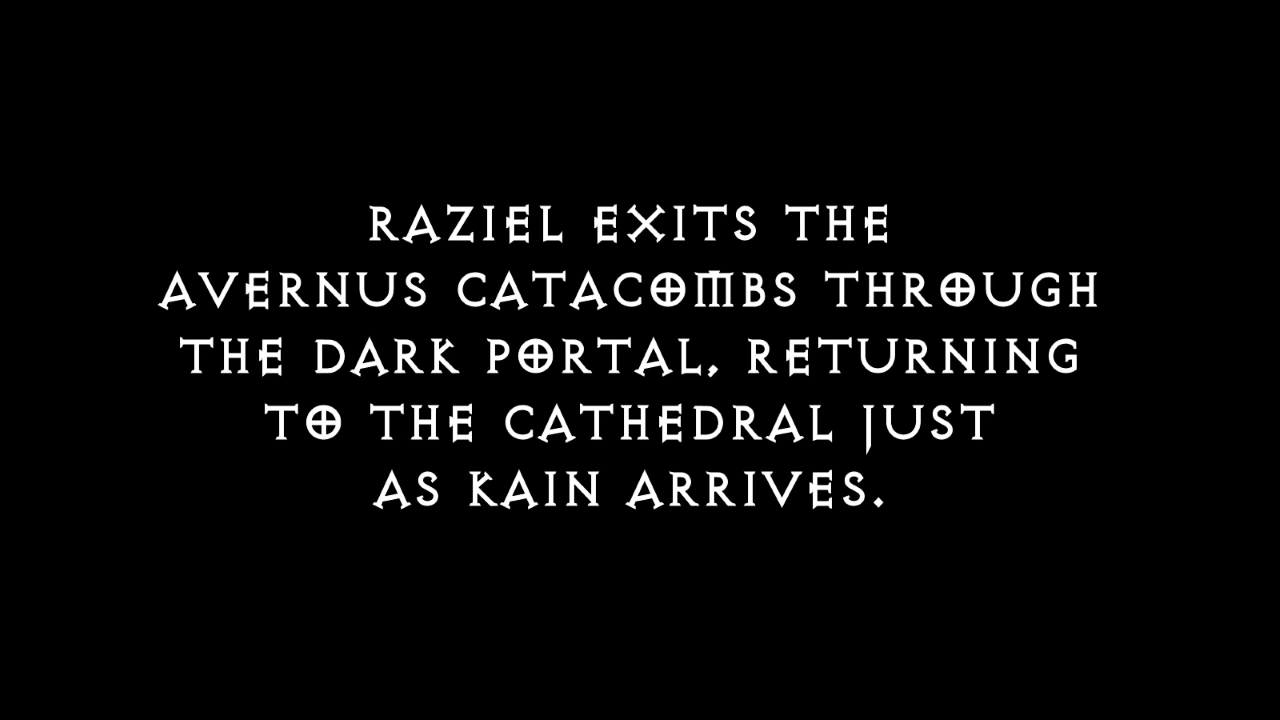 RAZIEL EXITS THE
AVERNUS CATACOMBS THROUGH
THE DARK PORTAL, RETURNING
TO THE CATHEDRAL JUST
AS KAIN ARRIVES.